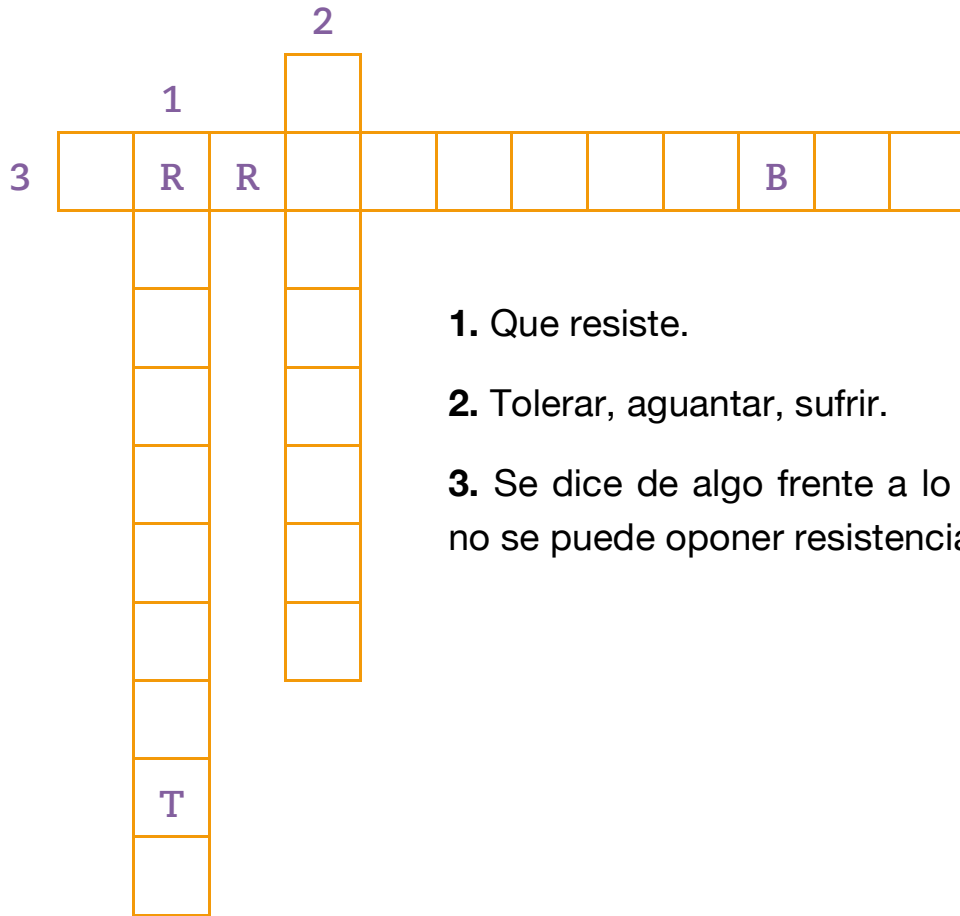 2
1
3 R R B
1. Que resiste.
2. Tolerar, aguantar, sufrir.
3. Se dice de algo frente a lo
no se puede oponer resistencia
T